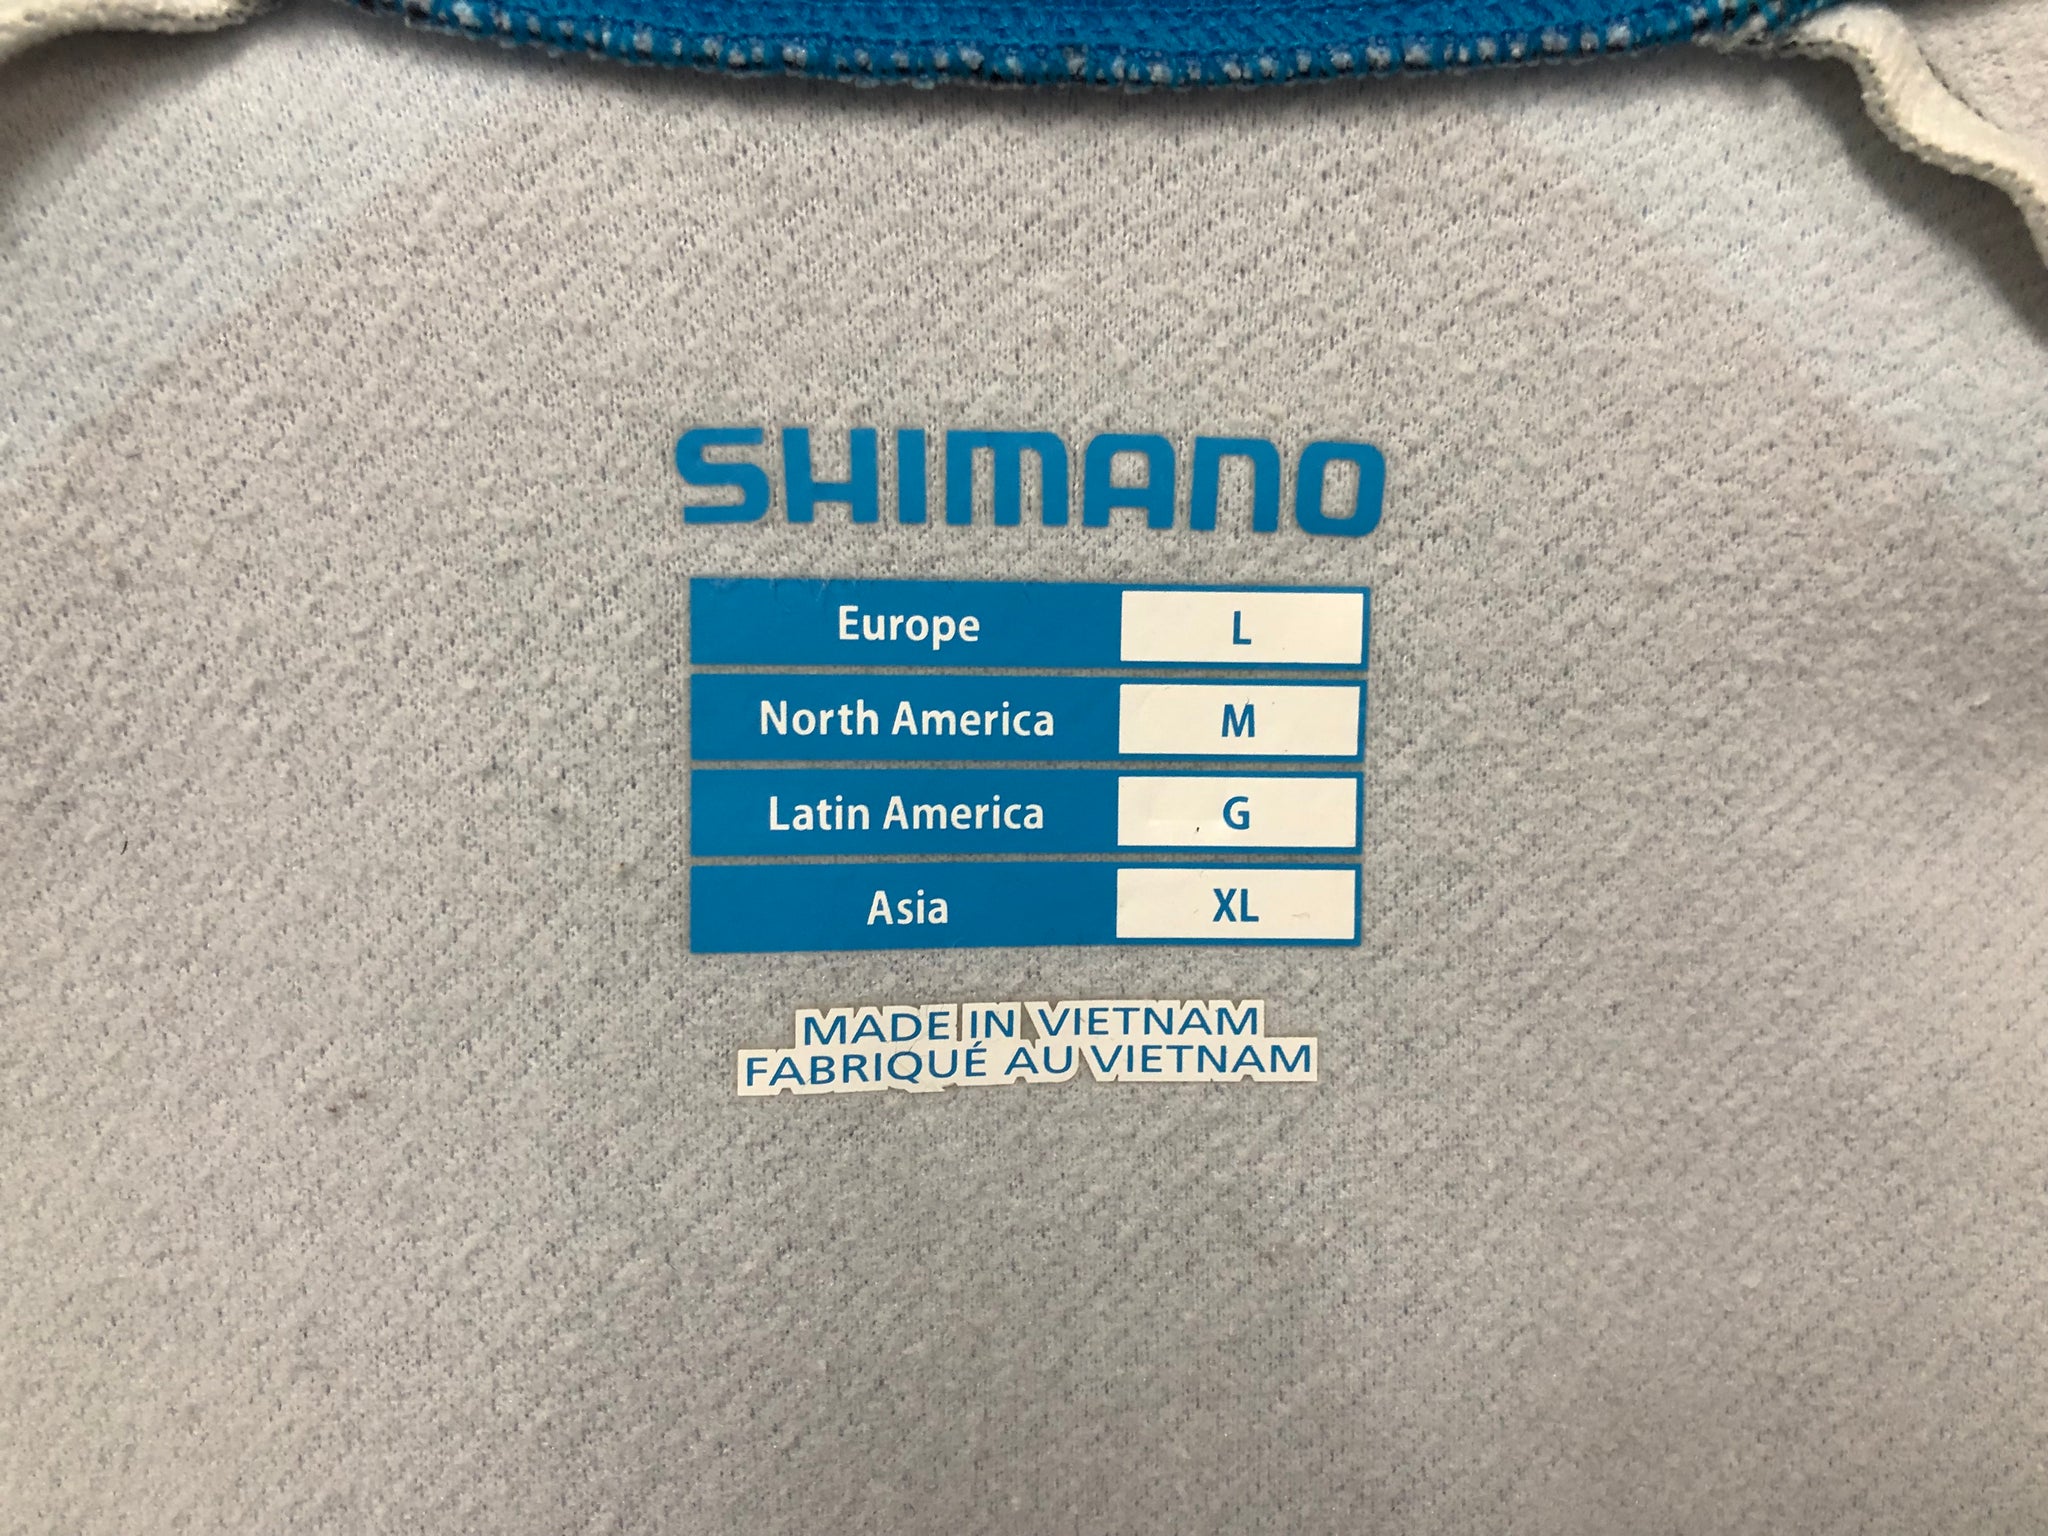 SHIMANO
Europe L
North America M
Latin America G
Asia XL
MADE IN VIETNAM
FABRIQUÉ AU VIETNAM